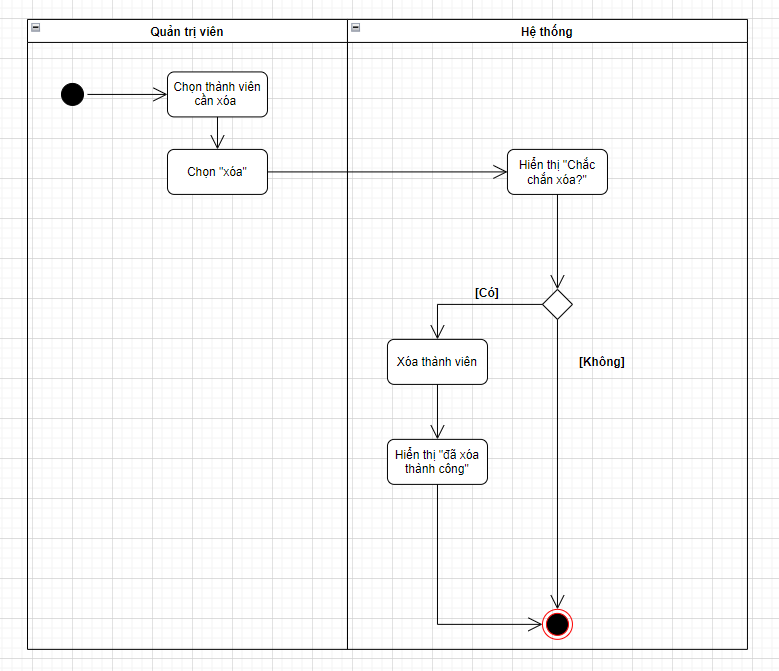 Quản trị viên
Hệ thống
Chọn thành viên
cần xóa
Chọn "xóa"
Hiển thị "Chắc
chắn xóa?"
[Có]
[Không]
Xóa thành viên
Hiển thị "đã xóa
thành công"